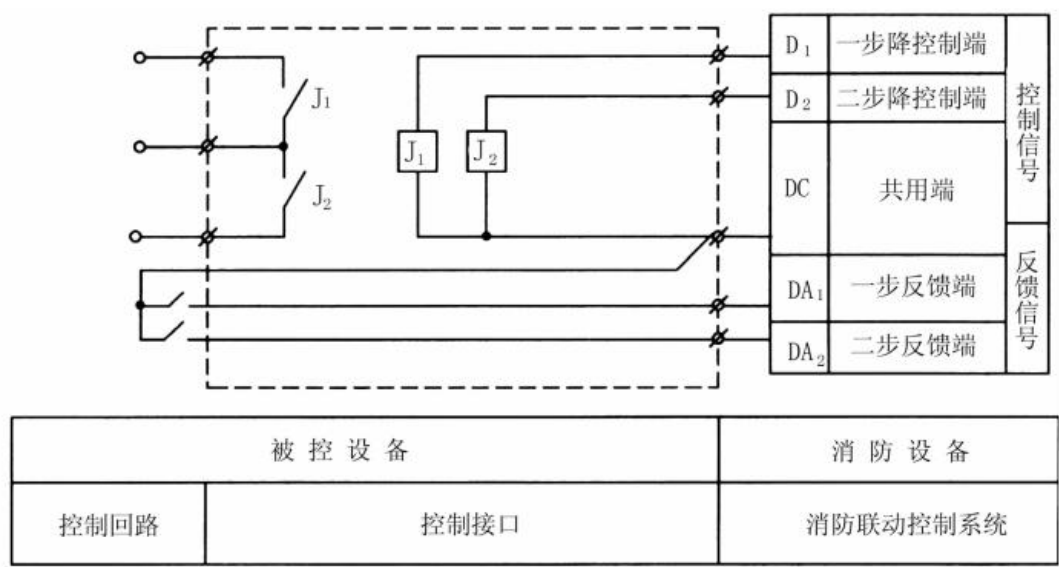 D₁ 一步降控制端
D₂ 二步降控制端
控制信号
J₁
J₁ J₂
DC 共用端
J₂
反馈信号
DA₁ 一步反馈端
DA₂ 二步反馈端
被控设备 消防设备
控制回路 控制接口 消防联动控制系统